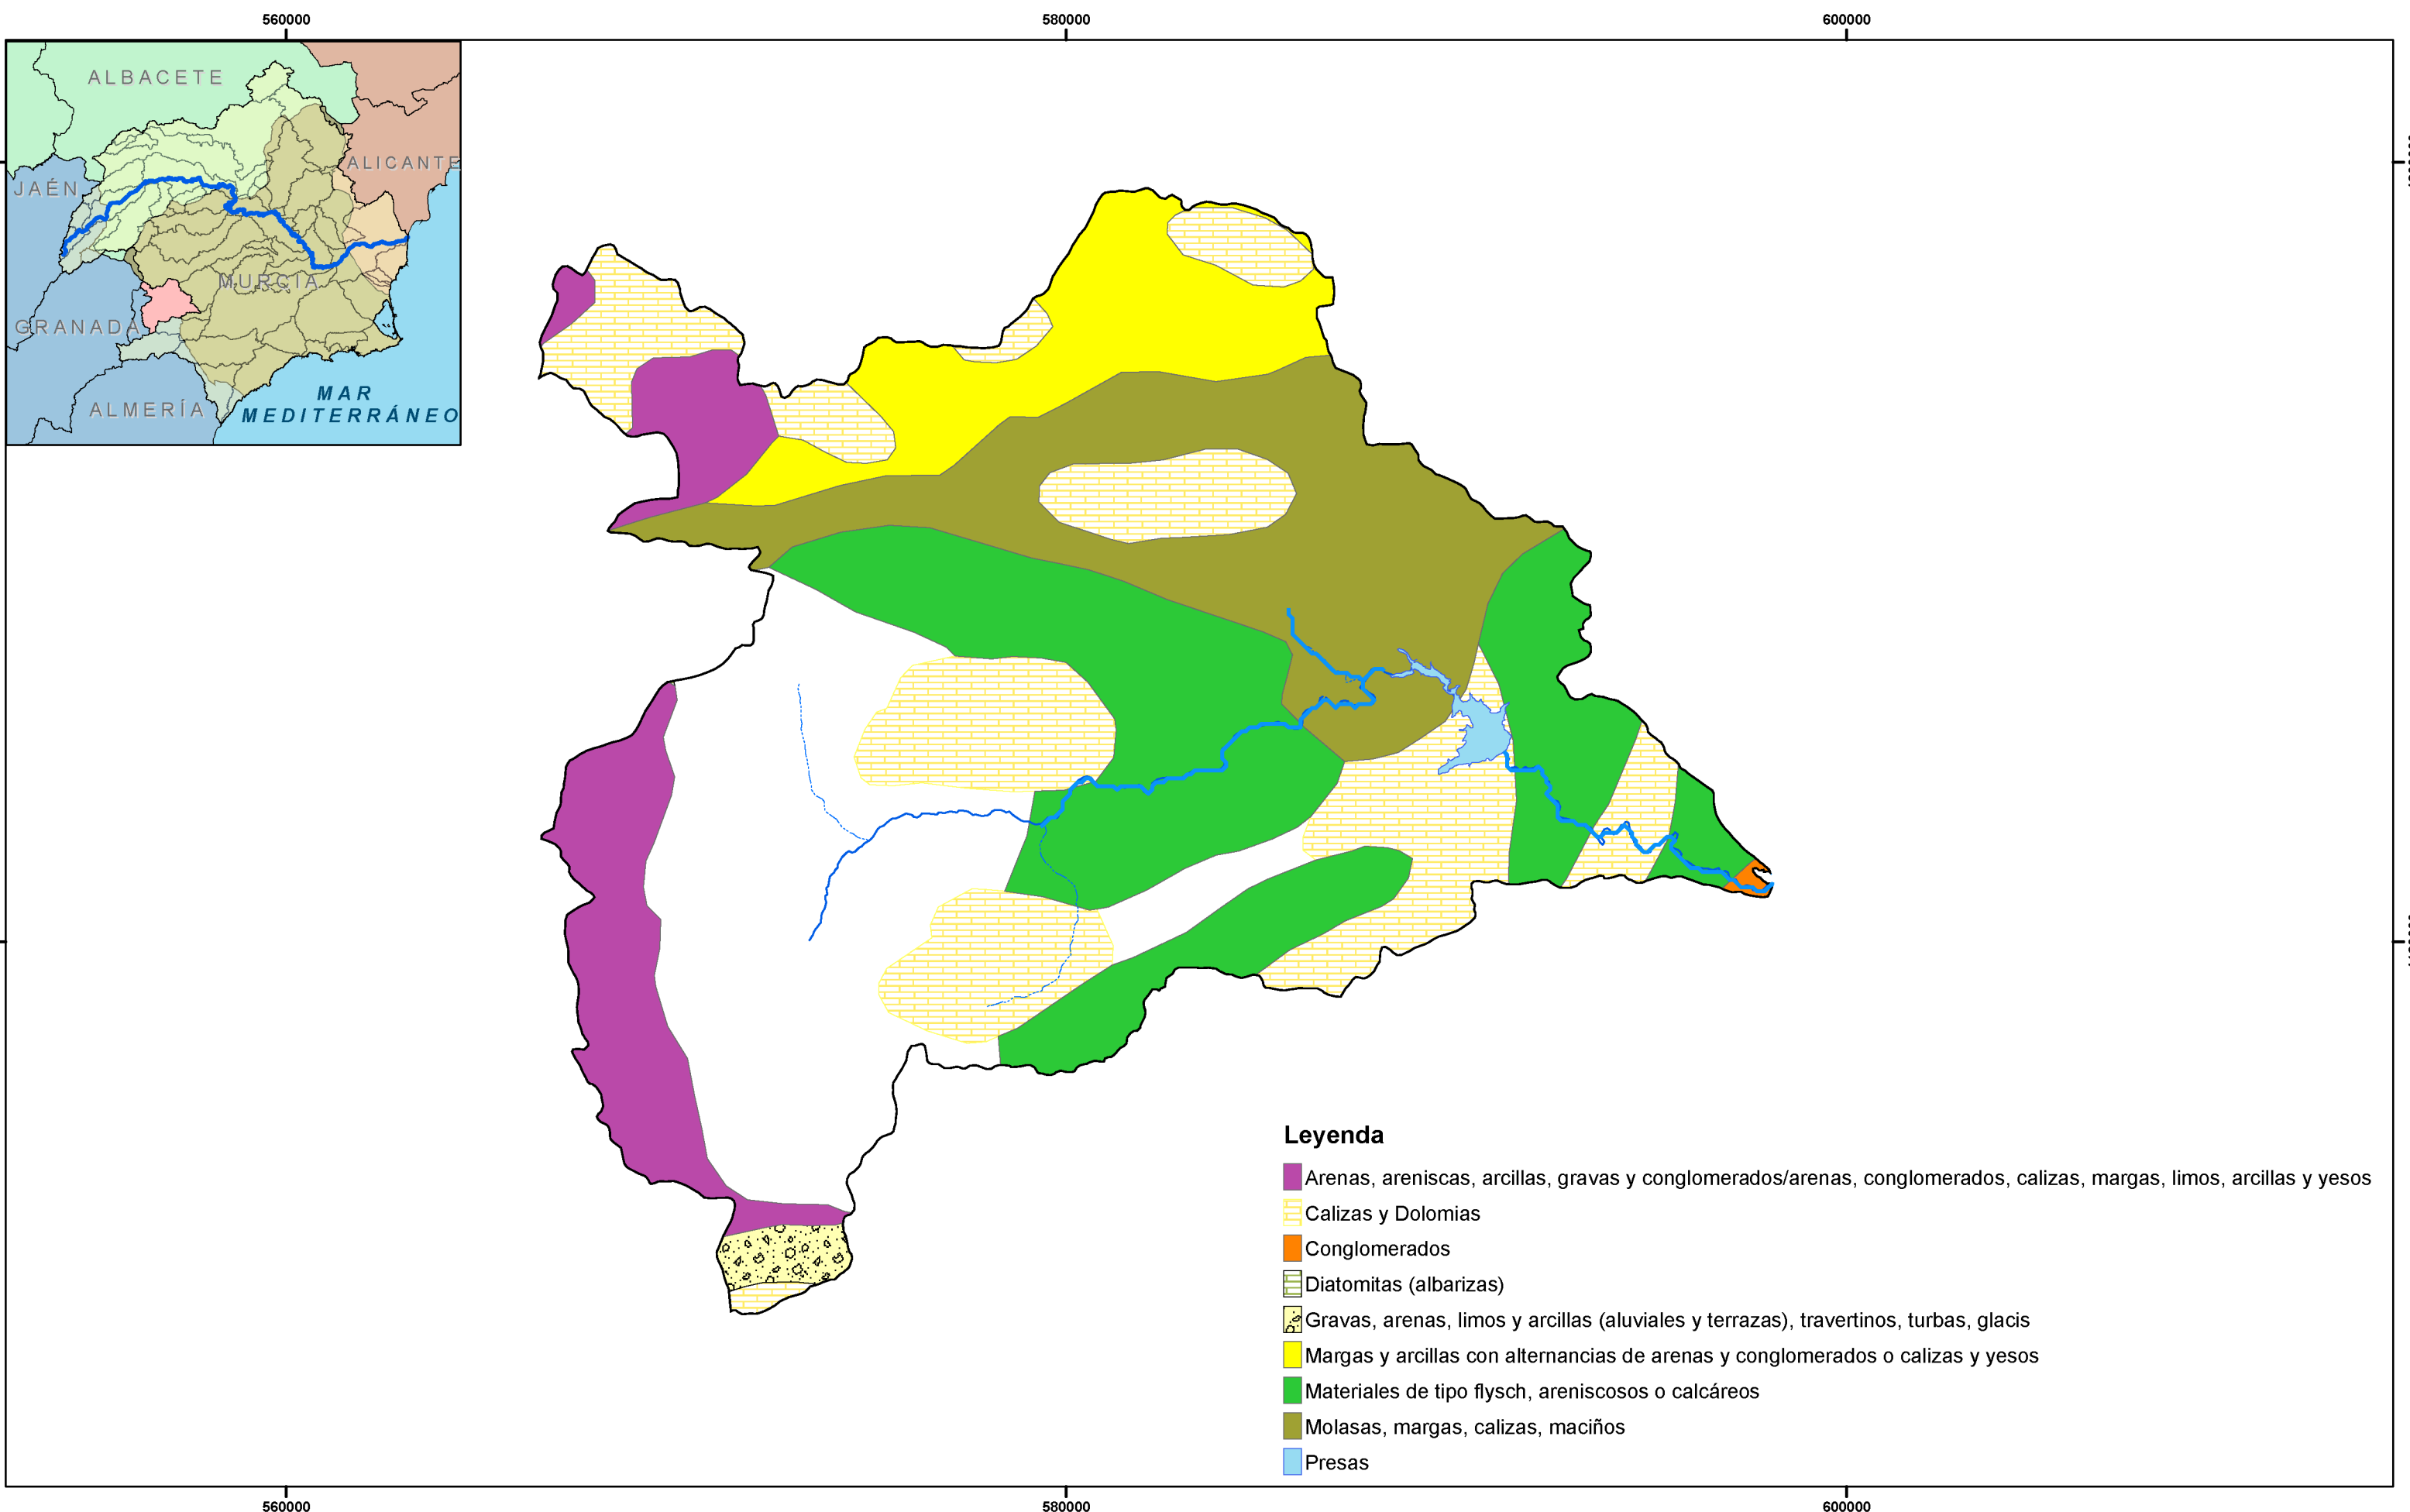 560000
580000
600000
ALBACETE
ALICANTE
JAÉN
MURCIA
GRANADA
MAR
ALMERÍA
MEDITERRÁNEO
Leyenda
Arenas, areniscas, arcillas, gravas y conglomerados/arenas, conglomerados, calizas, margas, limos, arcillas y yesos
Calizas y Dolomias
Conglomerados
Diatomitas (albarizas)
Gravas, arenas, limos y arcillas (aluviales y terrazas), travertinos, turbas, glacis
Margas y arcillas con alternancias de arenas y conglomerados o calizas y yesos
Materiales de tipo flysch, areniscosos o calcáreos
Molasas, margas, calizas, maciños
Presas
560000
580000
600000